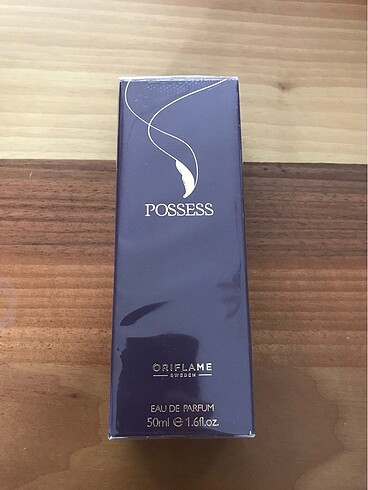 POSSESS
ORIFLAME
SWEDEN
EAU DE PARFUM
50ml ℮ 1.6fl.oz.